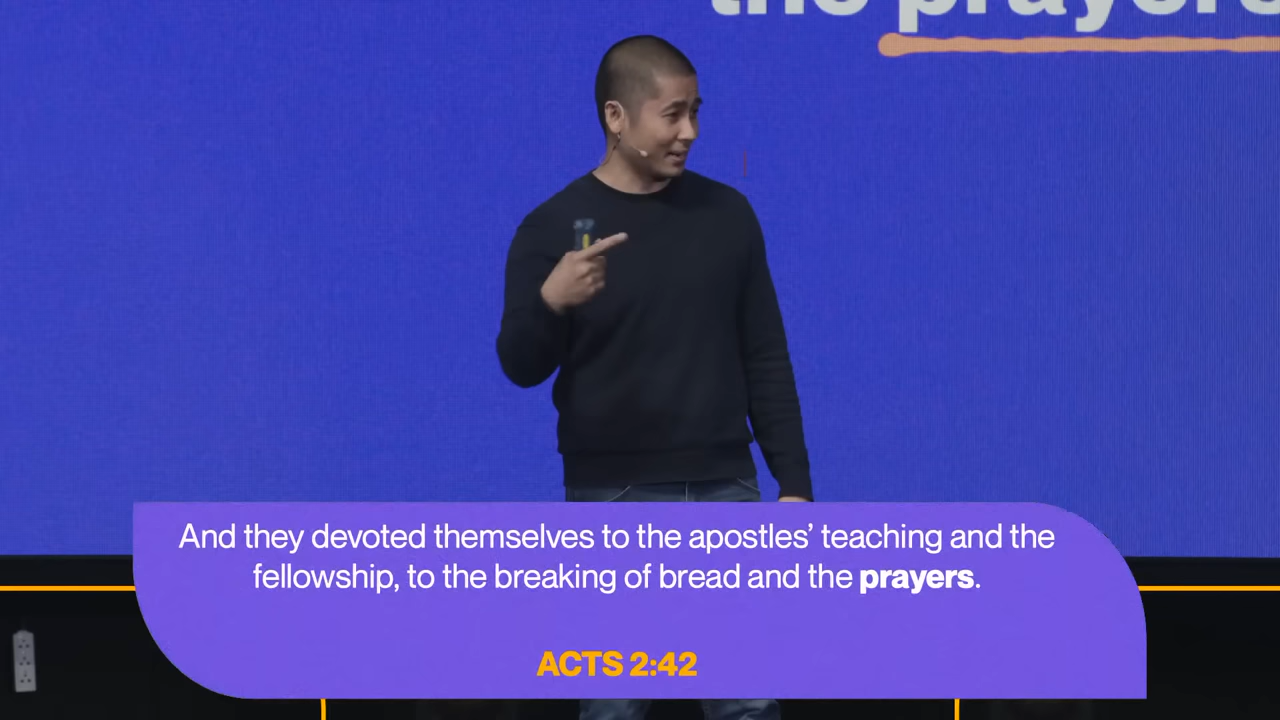 the prayers
And they devoted themselves to the apostles’ teaching and the
fellowship, to the breaking of bread and the prayers.
ACTS 2:42